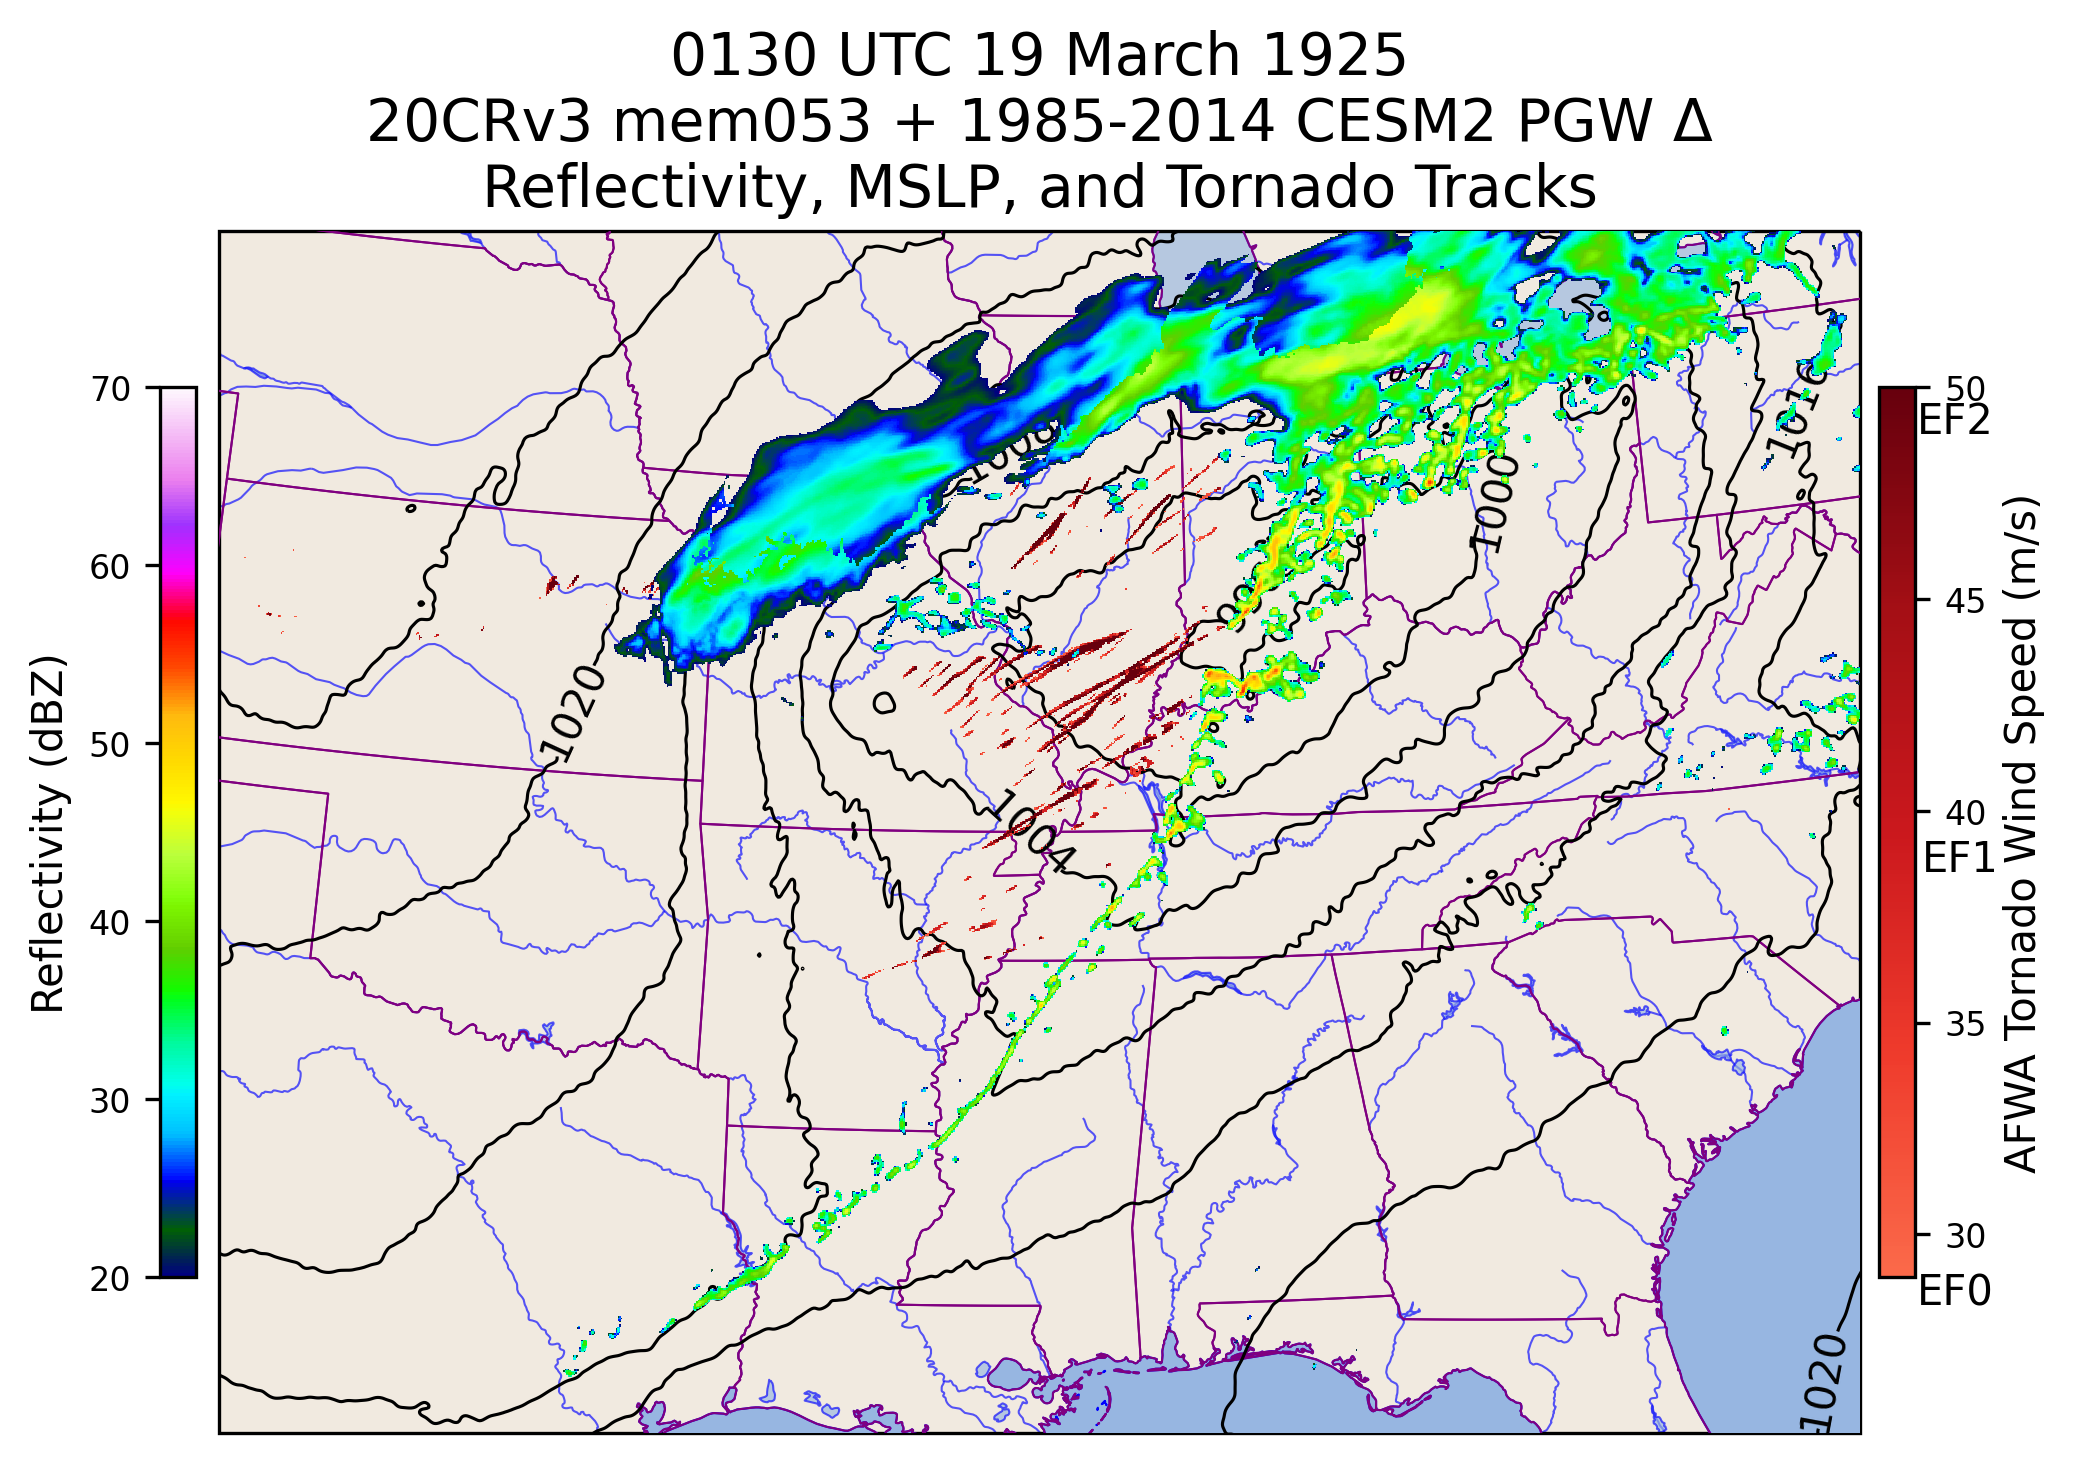 0130 UTC 19 March 1925
20CRv3 mem053 + 1985-2014 CESM2 PGW Δ
Reflectivity, MSLP, and Tornado Tracks
Reflectivity (dBZ)
70
60
50
40
30
20
1020
1004
1000
1016
1020
50
EF2
45
40
EF1
35
30
EF0
AFWA Tornado Wind Speed (m/s)